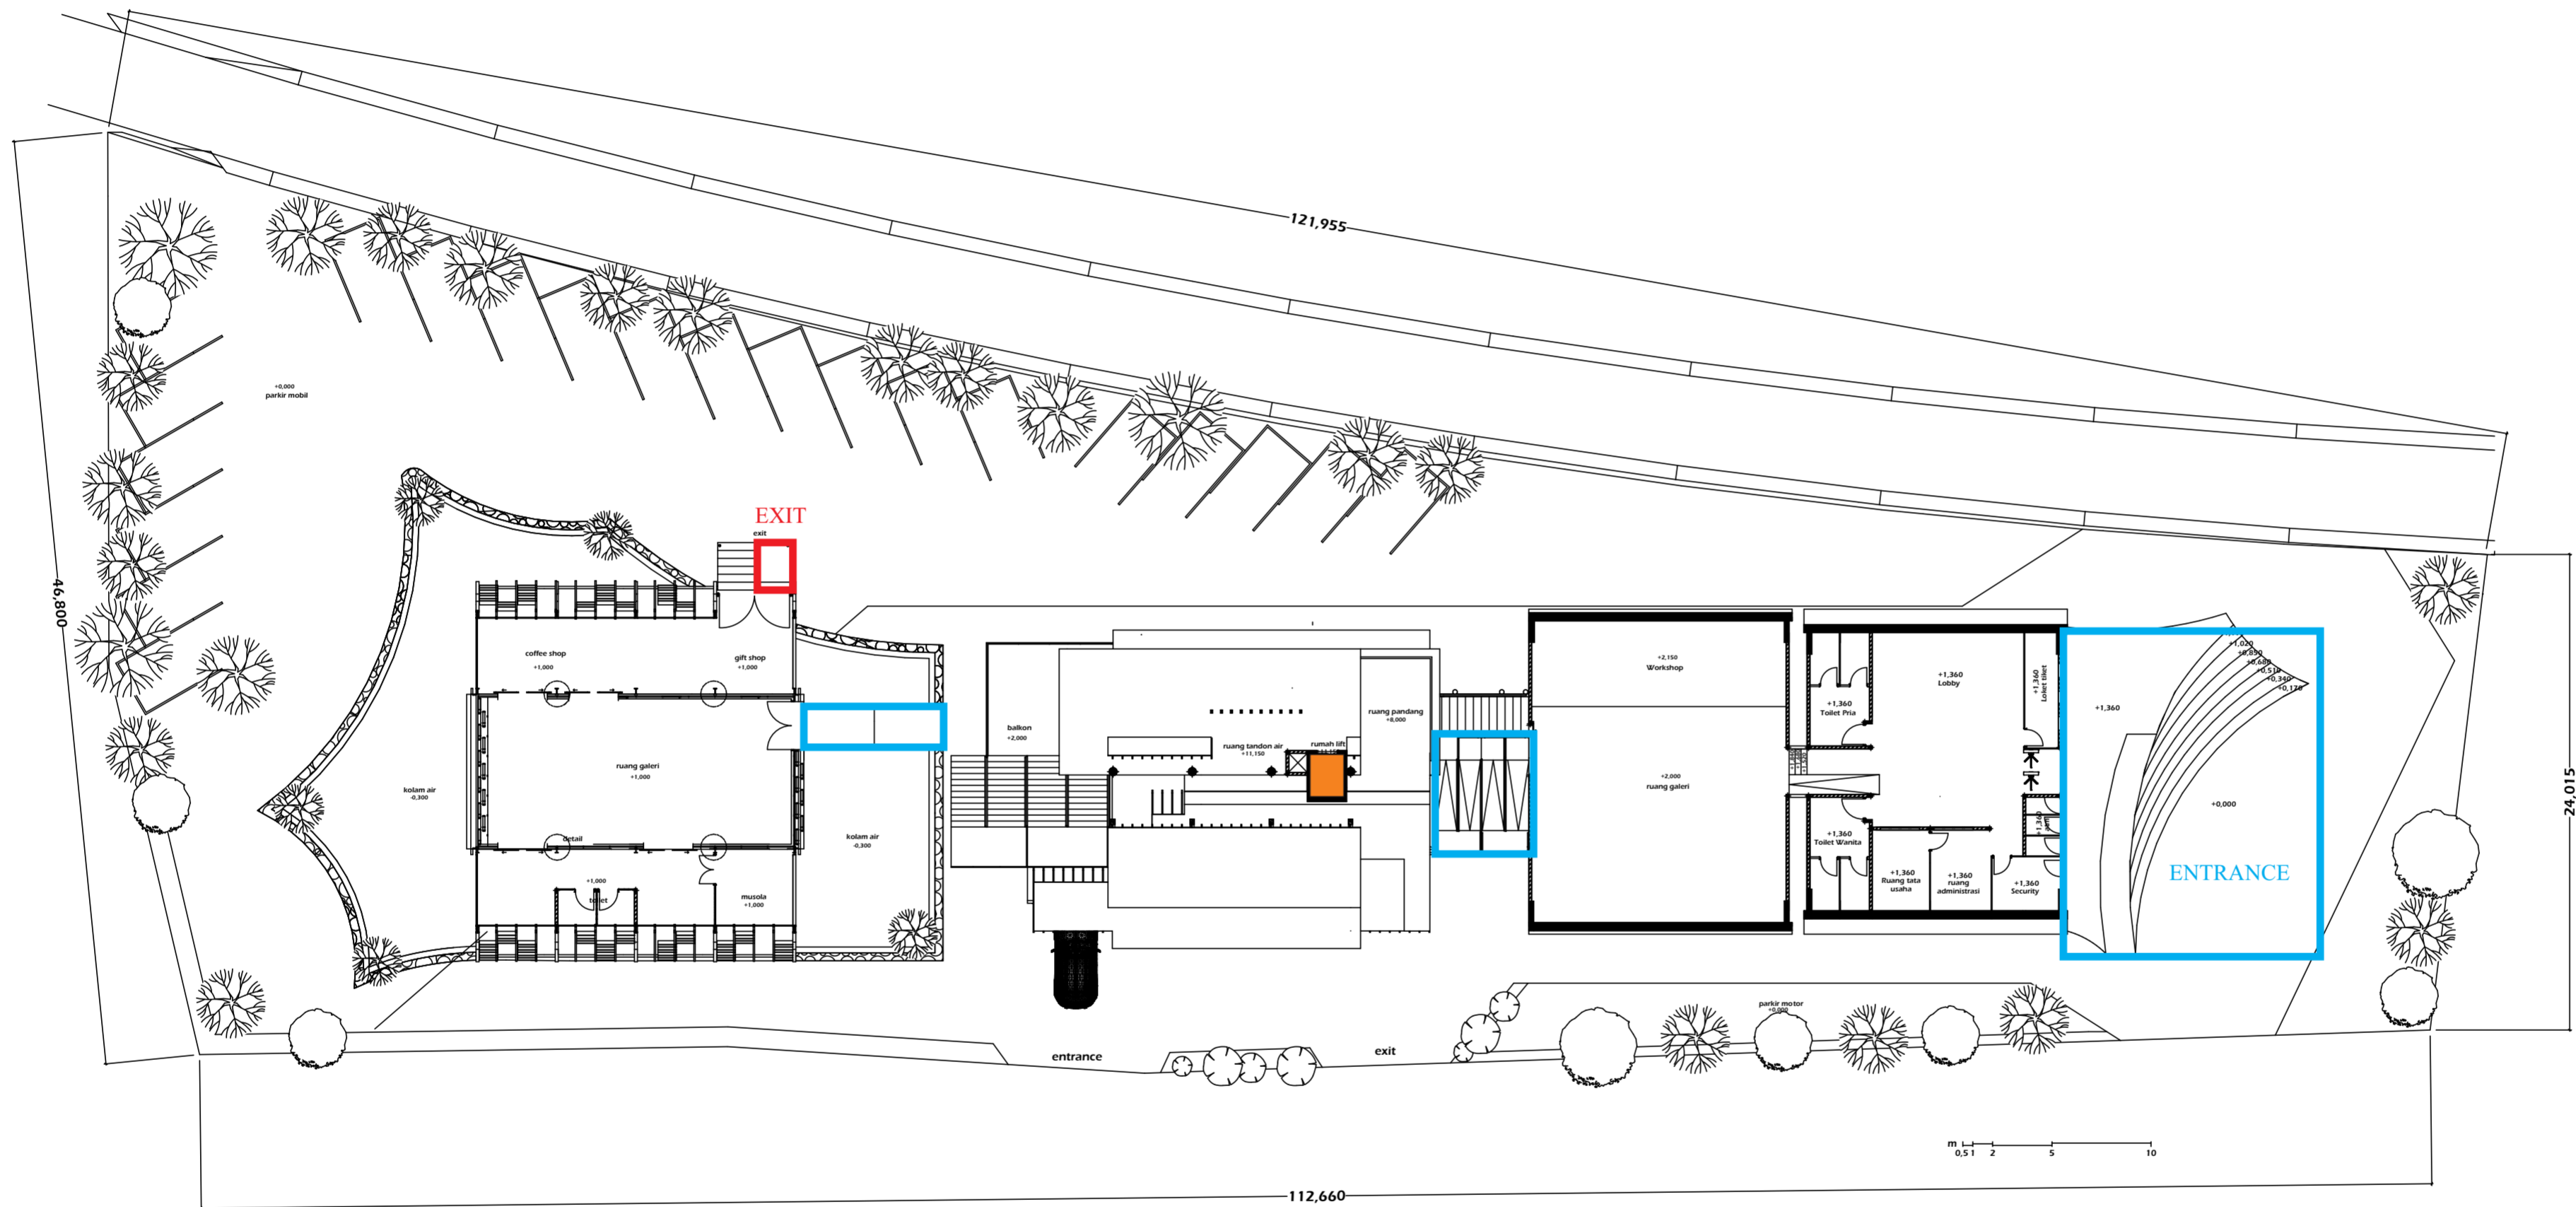 121,955
46,800
+0,000
parkir mobil
EXIT
exit
coffee shop
+1,000
gift shop
+1,000
ruang galeri
+1,000
kolam air
-0,300
detail
+1,000
toilet
musola
+1,000
kolam air
-0,300
balkon
+2,000
ruang tandon air
+11,150
rumah lift
ruang pandang
+8,000
+2,150
Workshop
+2,000
ruang galeri
+1,360
Toilet Pria
+1,360
Lobby
+1,360
Loket tiket
+1,360
Toilet Wanita
+1,360
Ruang tata
usaha
+1,360
ruang
administrasi
+1,360
Security
+1,360
+1,360
+1,020
+0,850
+0,680
+0,510
+0,340
+0,170
+0,000
ENTRANCE
24,015
parkir motor
+0,000
entrance
exit
m
0,5 1 2 5 10
112,660